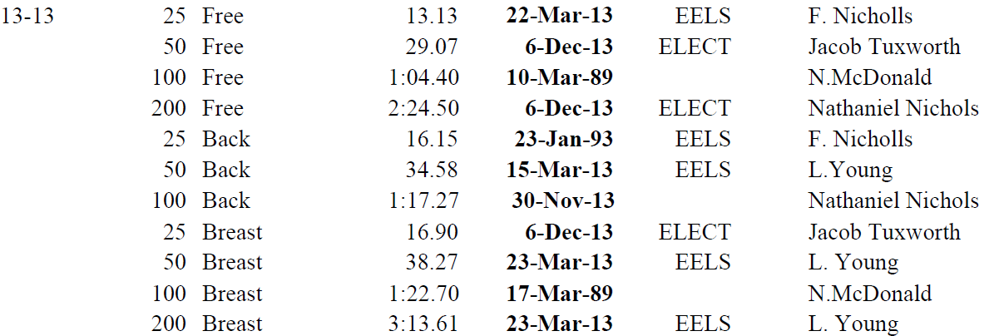 13-13 25 Free 13.13 22-Mar-13 EELS F. Nicholls
50 Free 29.07 6-Dec-13 ELECT Jacob Tuxworth
100 Free 1:04.40 10-Mar-89 N.McDonald
200 Free 2:24.50 6-Dec-13 ELECT Nathaniel Nichols
25 Back 16.15 23-Jan-93 EELS F. Nicholls
50 Back 34.58 15-Mar-13 EELS L.Young
100 Back 1:17.27 30-Nov-13 Nathaniel Nichols
25 Breast 16.90 6-Dec-13 ELECT Jacob Tuxworth
50 Breast 38.27 23-Mar-13 EELS L. Young
100 Breast 1:22.70 17-Mar-89 N.McDonald
200 Breast 3:13.61 23-Mar-13 EELS L. Young